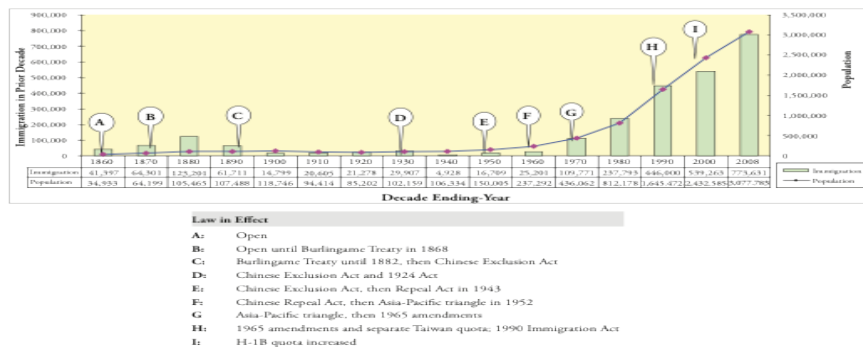 900,000
800,000
700,000
600,000
500,000
400,000
300,000
200,000
100,000
0
Immigration in Prior Decade
3,500,000
3,000,000
2,500,000
2,000,000
1,500,000
1,000,000
500,000
0
Population
A B C D E F G H I
1860 1870 1880 1890 1900 1910 1920 1930 1940 1950 1960 1970 1980 1990 2000 2008
Immigration 41,397 64,301 123,201 61,711 14,799 20,605 21,278 29,907 4,928 16,709 25,201 109,771 237,793 446,000 539,263 773,631
Population 34,933 64,199 105,465 107,488 118,746 94,414 85,202 102,159 106,334 150,005 237,292 436,062 812,178 1,645,472 2,432,585 3,077,785
Immigration
Population
Decade Ending-Year
Law in Effect
A: Open
B: Open until Burlingame Treaty in 1868
C: Burlingame Treaty until 1882, then Chinese Exclusion Act
D: Chinese Exclusion Act and 1924 Act
E: Chinese Exclusion Act, then Repeal Act in 1943
F: Chinese Repeal Act, then Asia-Pacific triangle in 1952
G Asia-Pacific triangle, then 1965 amendments
H: 1965 amendments and separate Taiwan quota; 1990 Immigration Act
I: H-1B quota increased